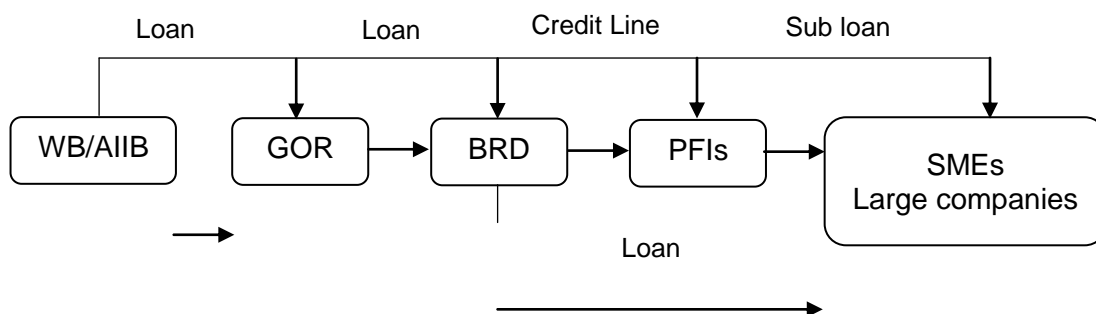 Loan
Loan
Credit Line
Sub loan
WB/AIIB
GOR
BRD
PFIs
SMEs
Large companies
Loan